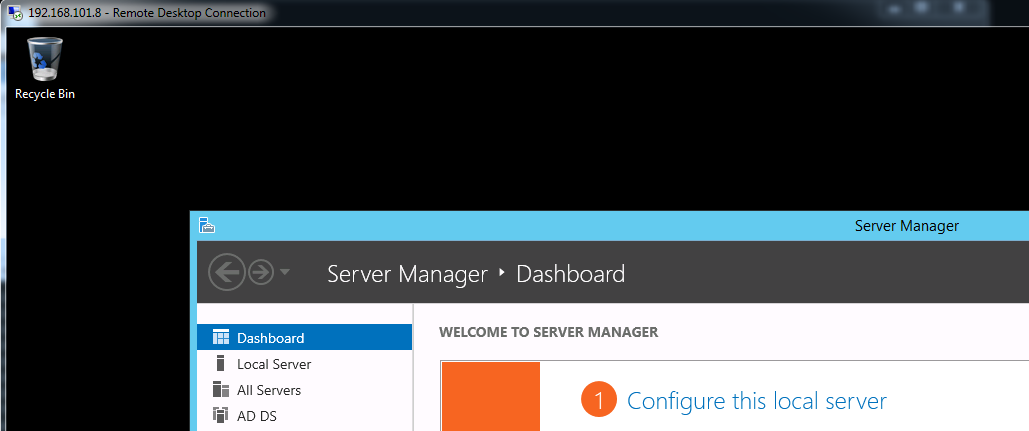 192.168.101.8 - Remote Desktop Connection
Recycle Bin
Server Manager
Server Manager ‣ Dashboard
Dashboard
WELCOME TO SERVER MANAGER
Local Server
All Servers
1 Configure this local server
AD DS